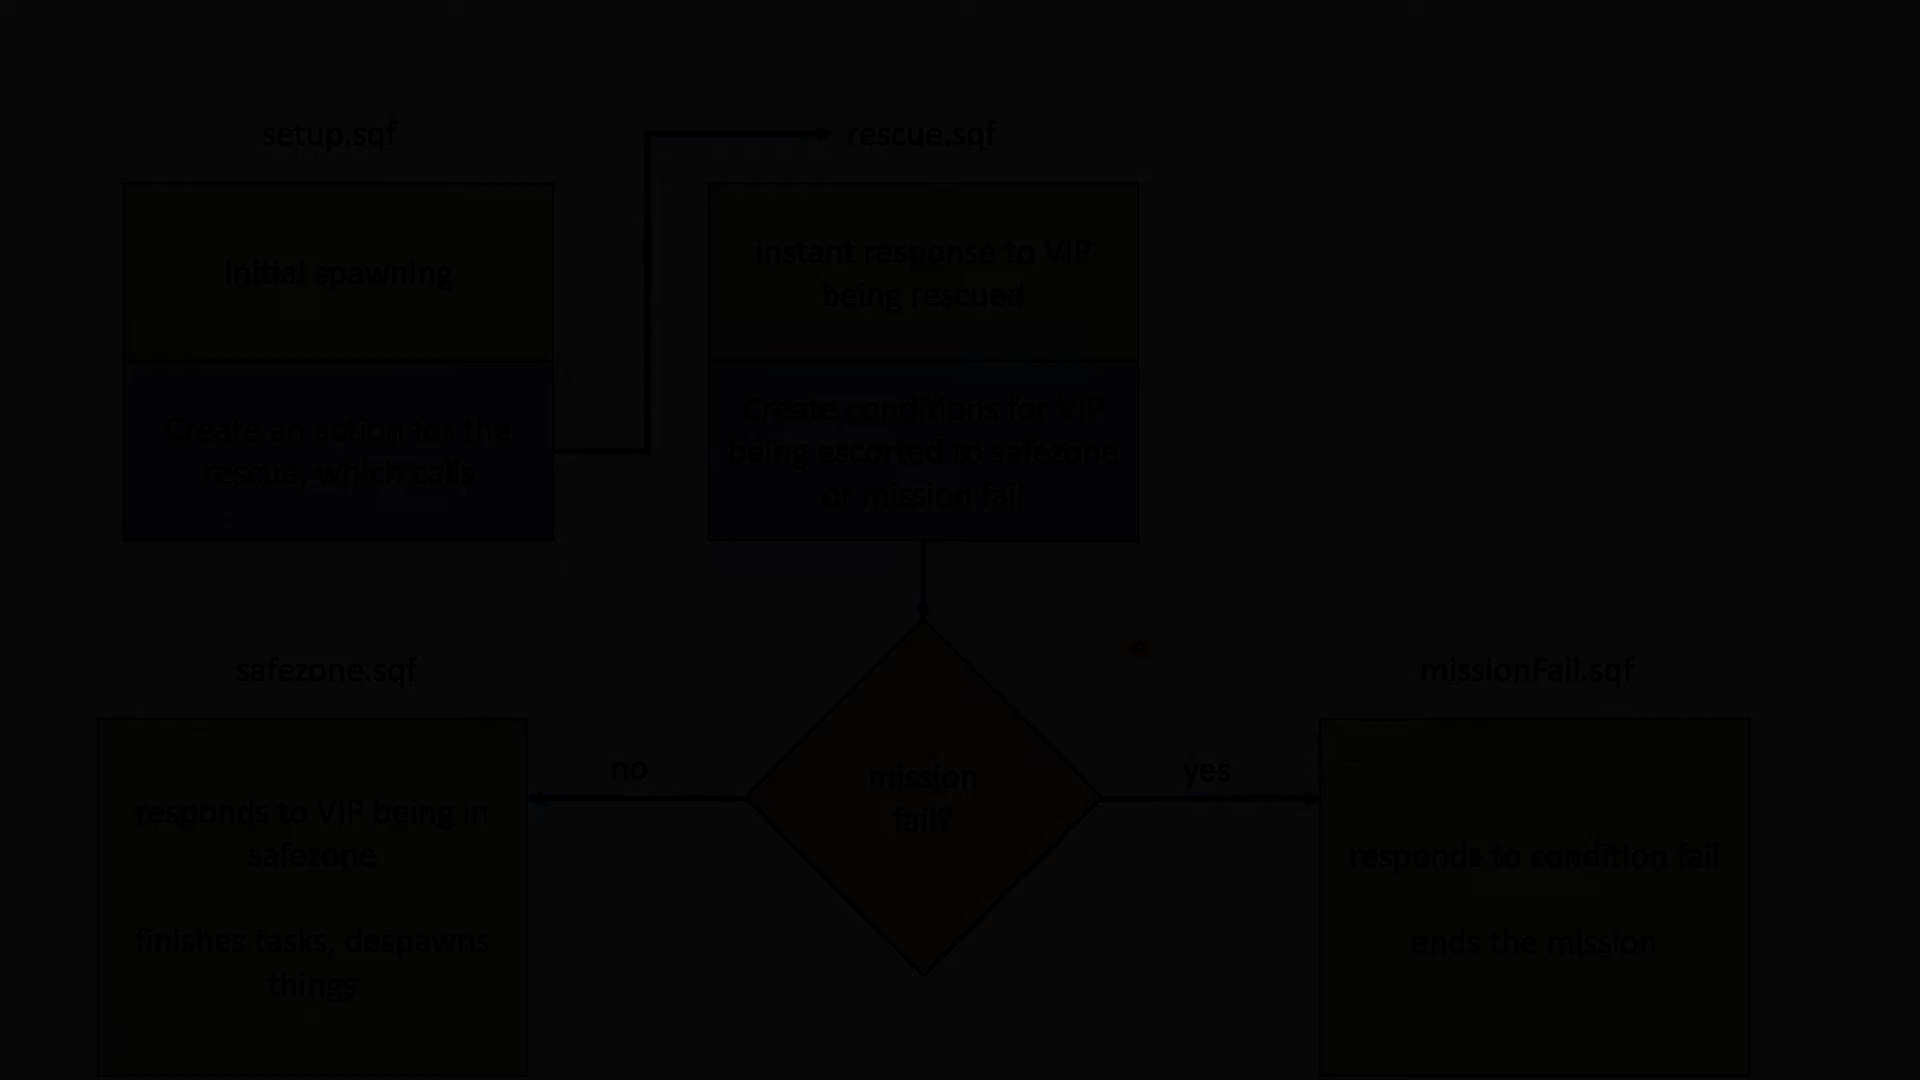 setup.sqf
rescue.sqf
Initial spawning
instant response to VIP
being rescued
Create an action for the
rescue, which calls
Create conditions for VIP
being escorted to safezone
or mission fail
safezone.sqf
missionFail.sqf
no
mission
fail?
yes
responds to VIP being in
safezone
finishes tasks, despawns
things
responds to condition fail
ends the mission